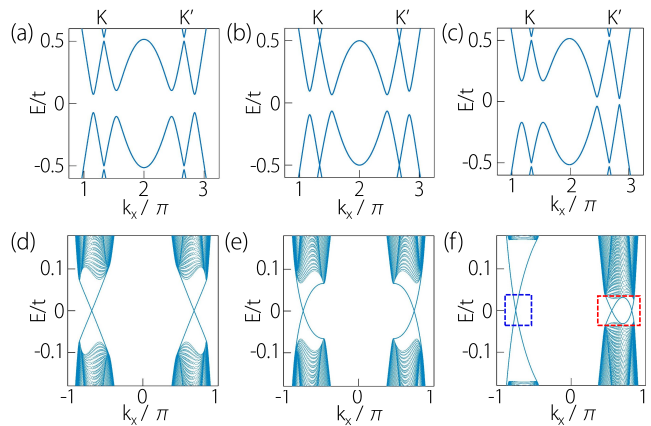 K K′ K K′ K K′
(a) (b) (c)
0.5 0.5 0.5
E/t E/t E/t
0 0 0
-0.5 -0.5 -0.5
1 2 3 1 2 3 1 2 3
kx / π kx / π kx / π
(d) (e) (f)
0.1 0.1 0.1
E/t E/t E/t
0 0 0
-0.1 -0.1 -0.1
-1 0 1 -1 0 1 -1 0 1
kx / π kx / π kx / π